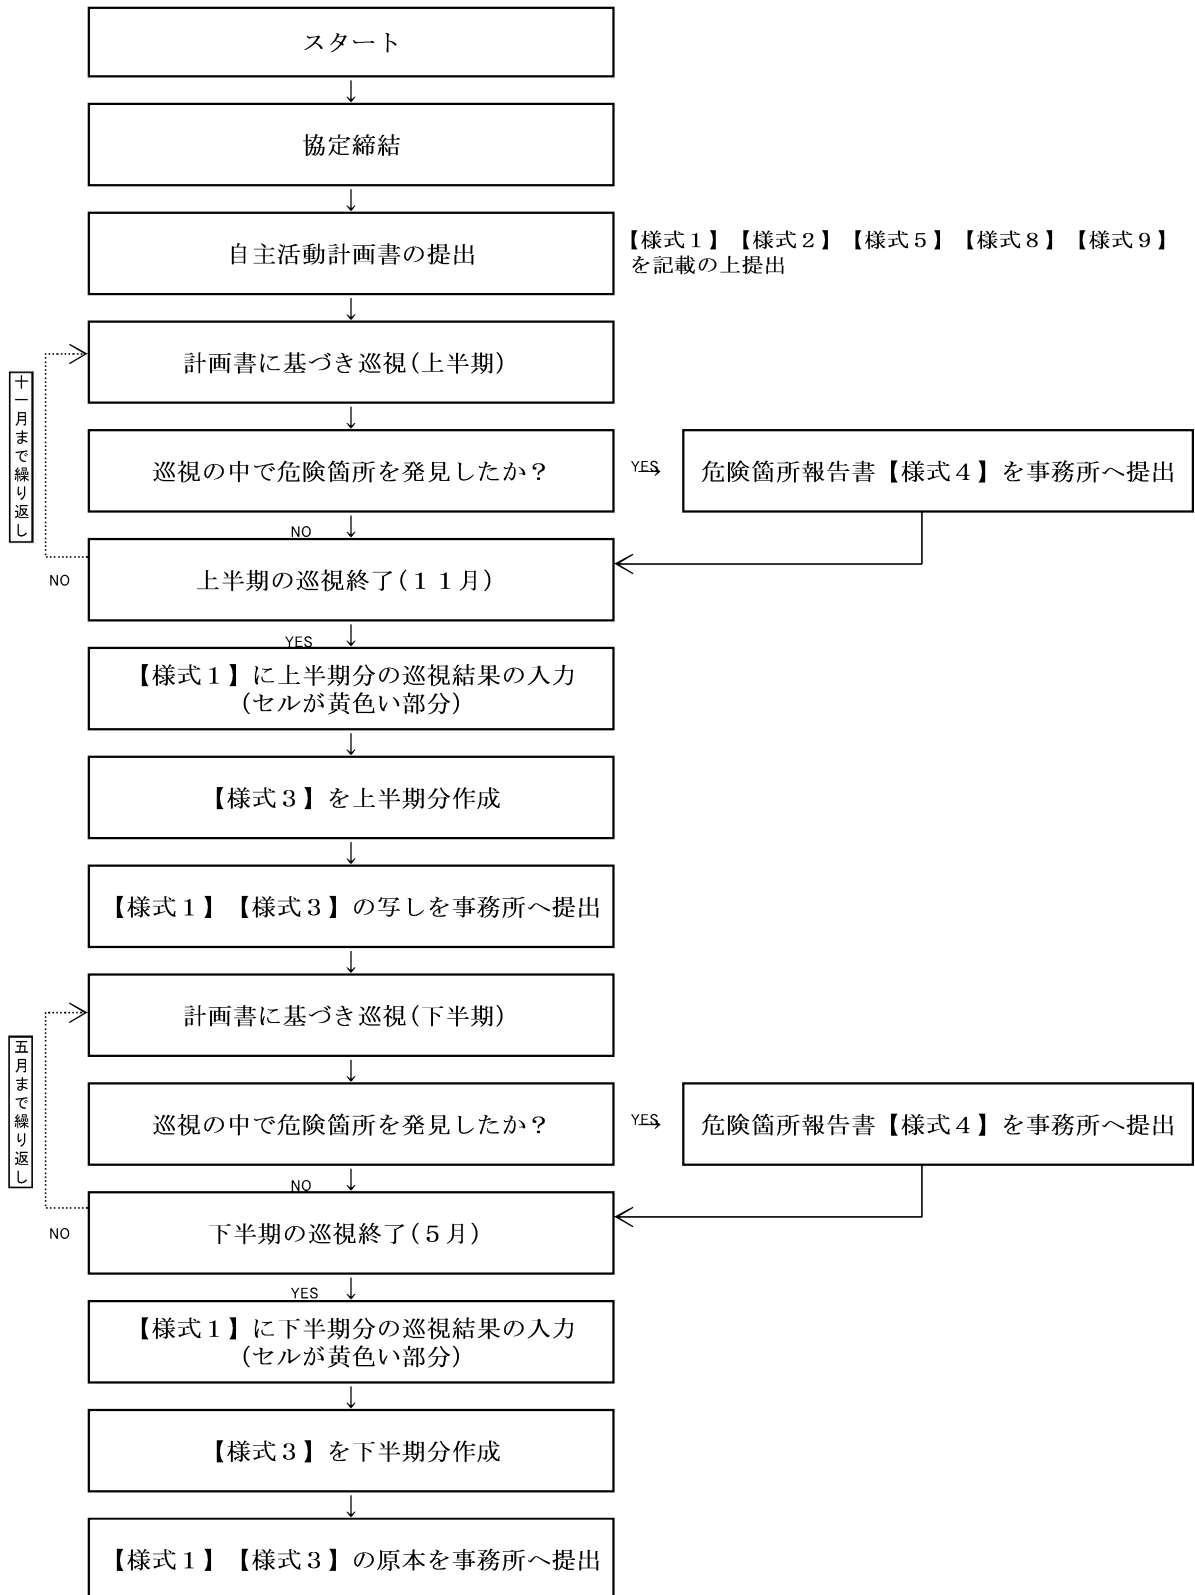 スタート
協定締結
自主活動計画書の提出
【様式１】【様式２】【様式５】【様式８】【様式９】
を記載の上提出
計画書に基づき巡視（上半期）
十一月まで繰り返し
巡視の中で危険箇所を発見したか？
YES
危険箇所報告書【様式４】を事務所へ提出
NO
上半期の巡視終了（１１月）
NO
YES
【様式１】に上半期分の巡視結果の入力
（セルが黄色い部分）
【様式３】を上半期分作成
【様式１】【様式３】の写しを事務所へ提出
計画書に基づき巡視（下半期）
五月まで繰り返し
巡視の中で危険箇所を発見したか？
YES
危険箇所報告書【様式４】を事務所へ提出
NO
下半期の巡視終了（５月）
NO
YES
【様式１】に下半期分の巡視結果の入力
（セルが黄色い部分）
【様式３】を下半期分作成
【様式１】【様式３】の原本を事務所へ提出